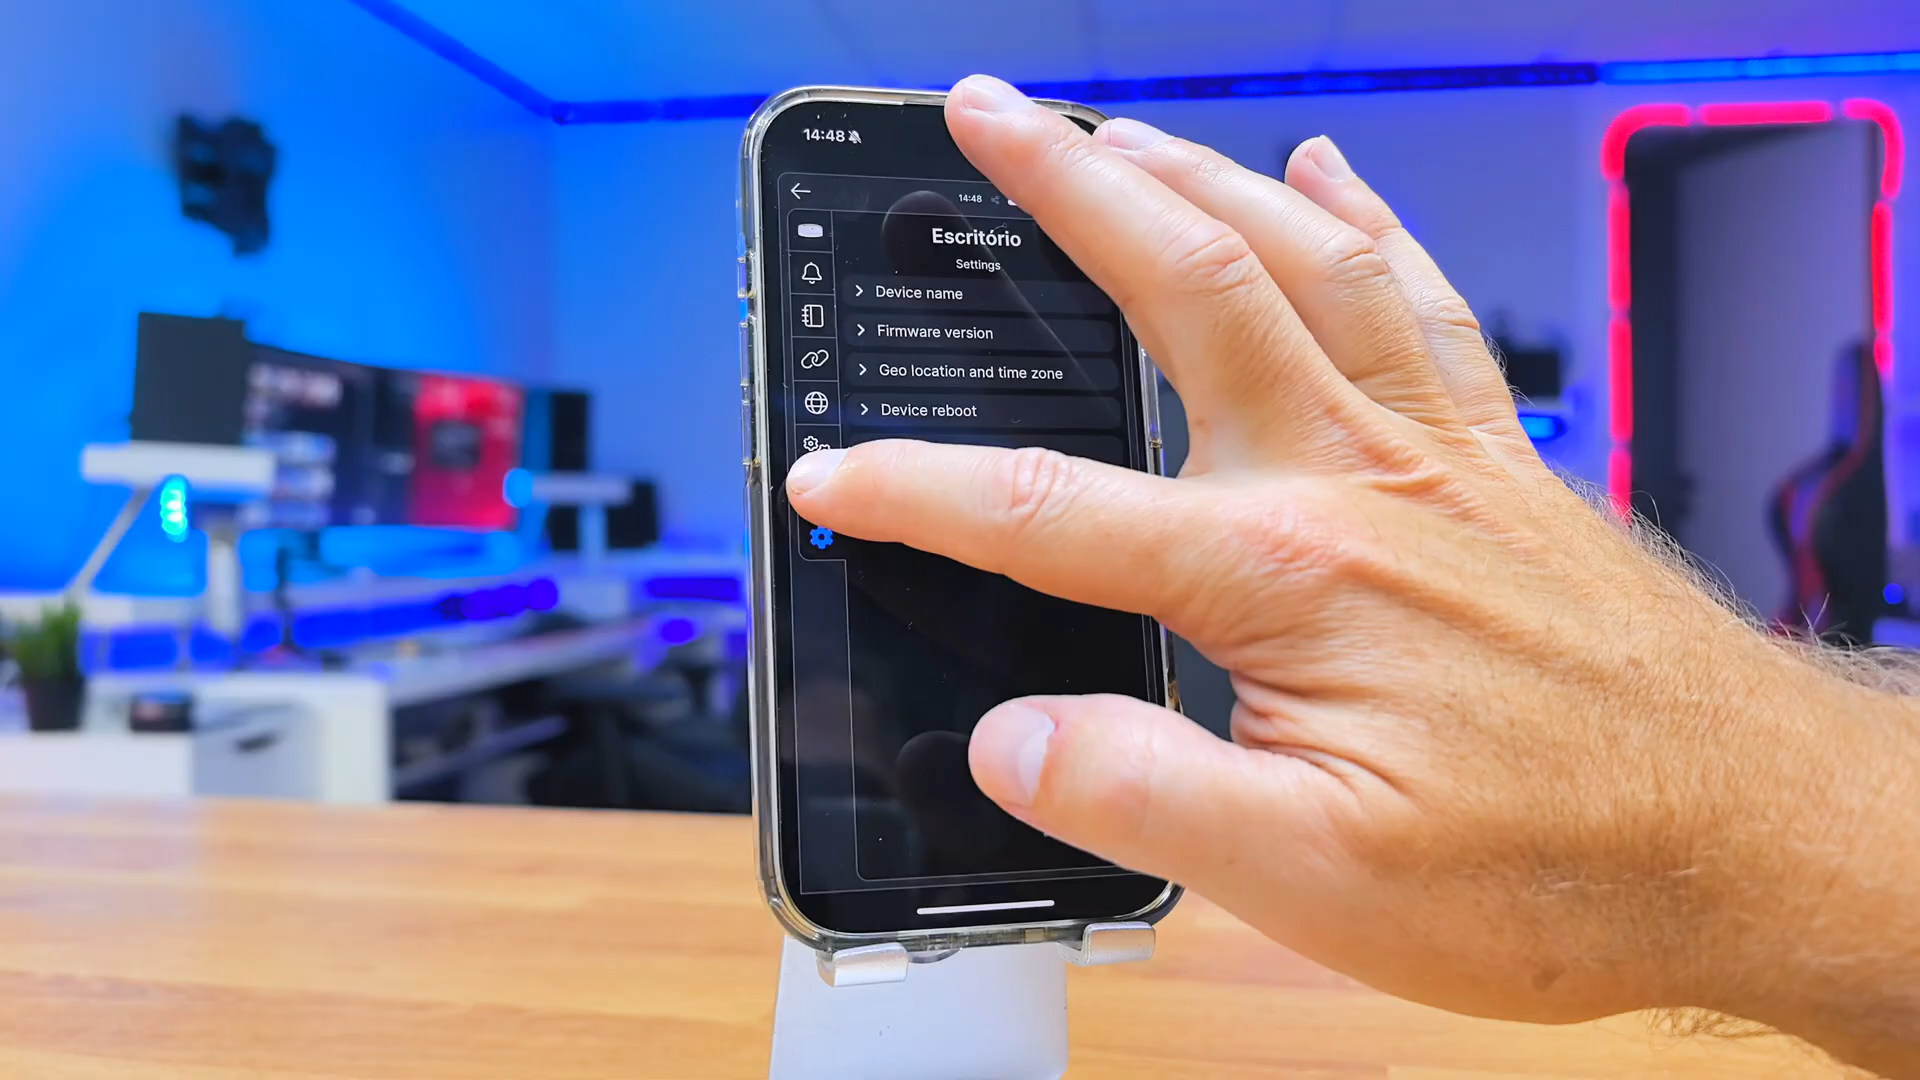 14:48
14:48
Escritório
Settings
Device name
Firmware version
Geo location and time zone
Device reboot